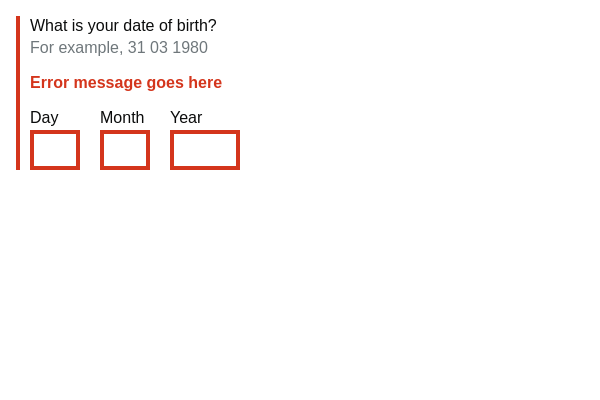 What is your date of birth?
For example, 31 03 1980
Error message goes here
Day Month Year